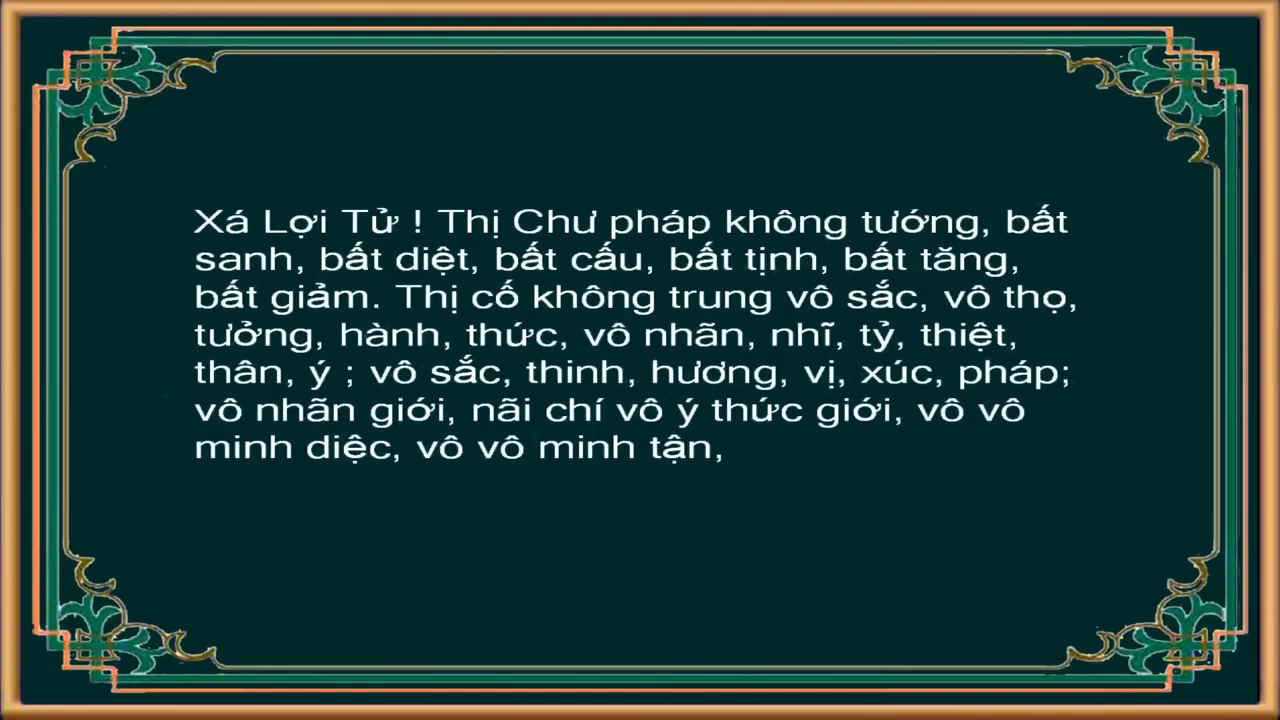 Xá Lợi Tử ! Thị Chư pháp không tướng, bất
sanh, bất diệt, bất cấu, bất tịnh, bất tăng,
bất giảm. Thị cố không trung vô sắc, vô thọ,
tưởng, hành, thức, vô nhãn, nhĩ, tỷ, thiệt,
thân, ý ; vô sắc, thinh, hương, vị, xúc, pháp;
vô nhãn giới, nãi chí vô ý thức giới, vô vô
minh diệc, vô vô minh tận,